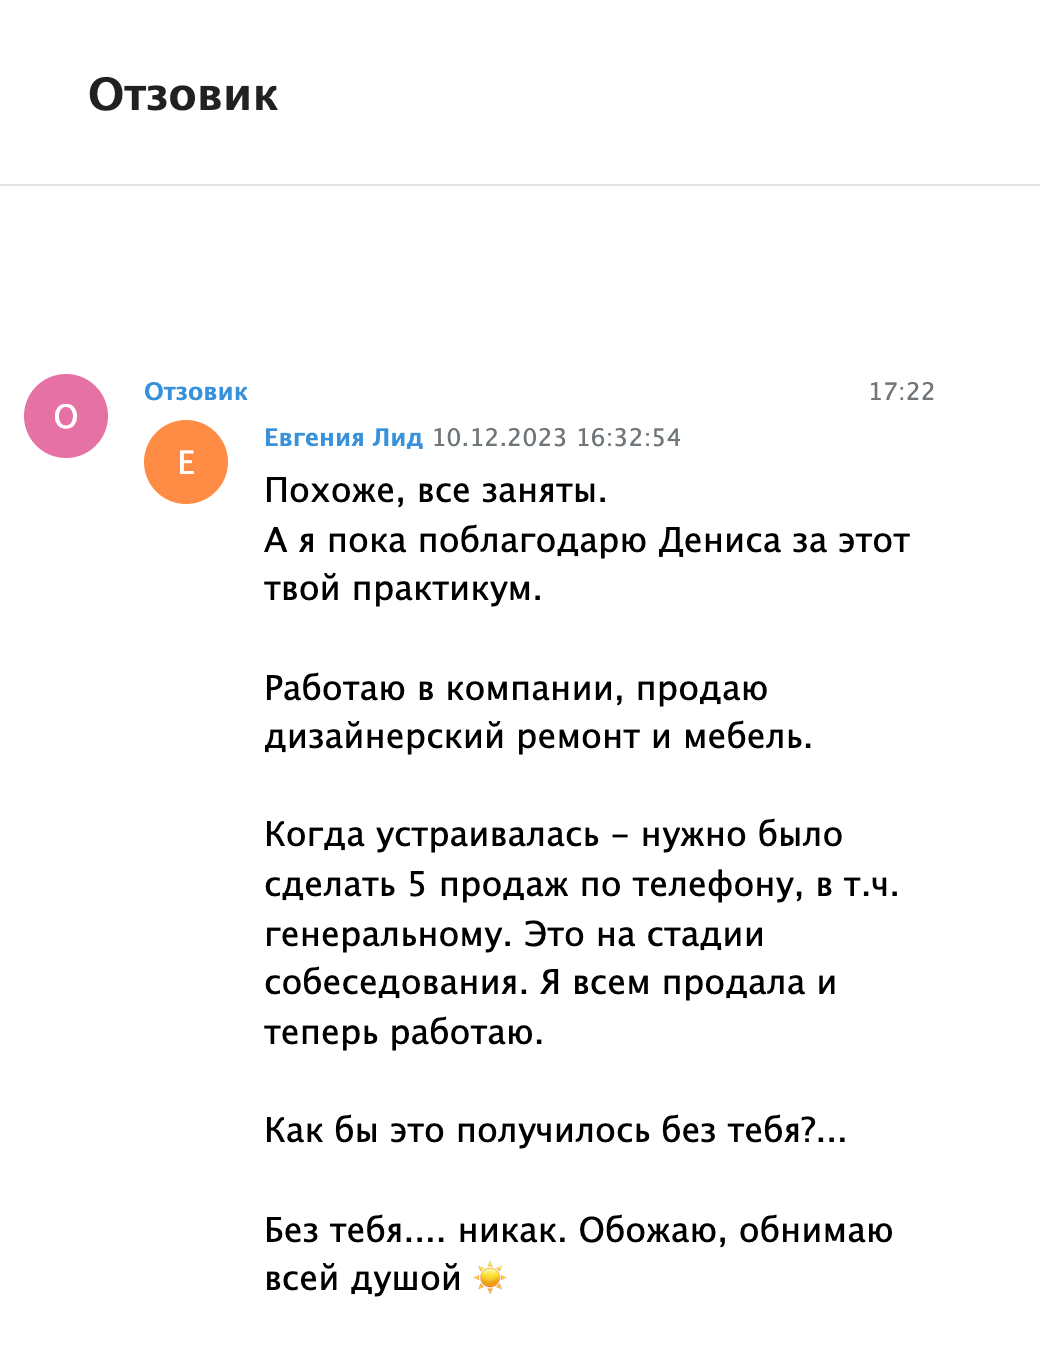 Отзовик
О
Отзовик
17:22
Е
Евгения Лид 10.12.2023 16:32:54
Похоже, все заняты.
А я пока поблагодарю Дениса за этот
твой практикум.
Работаю в компании, продаю
дизайнерский ремонт и мебель.
Когда устраивалась – нужно было
сделать 5 продаж по телефону, в т.ч.
генеральному. Это на стадии
собеседования. Я всем продала и
теперь работаю.
Как бы это получилось без тебя?...
Без тебя.... никак. Обожаю, обнимаю
всей душой ☀️